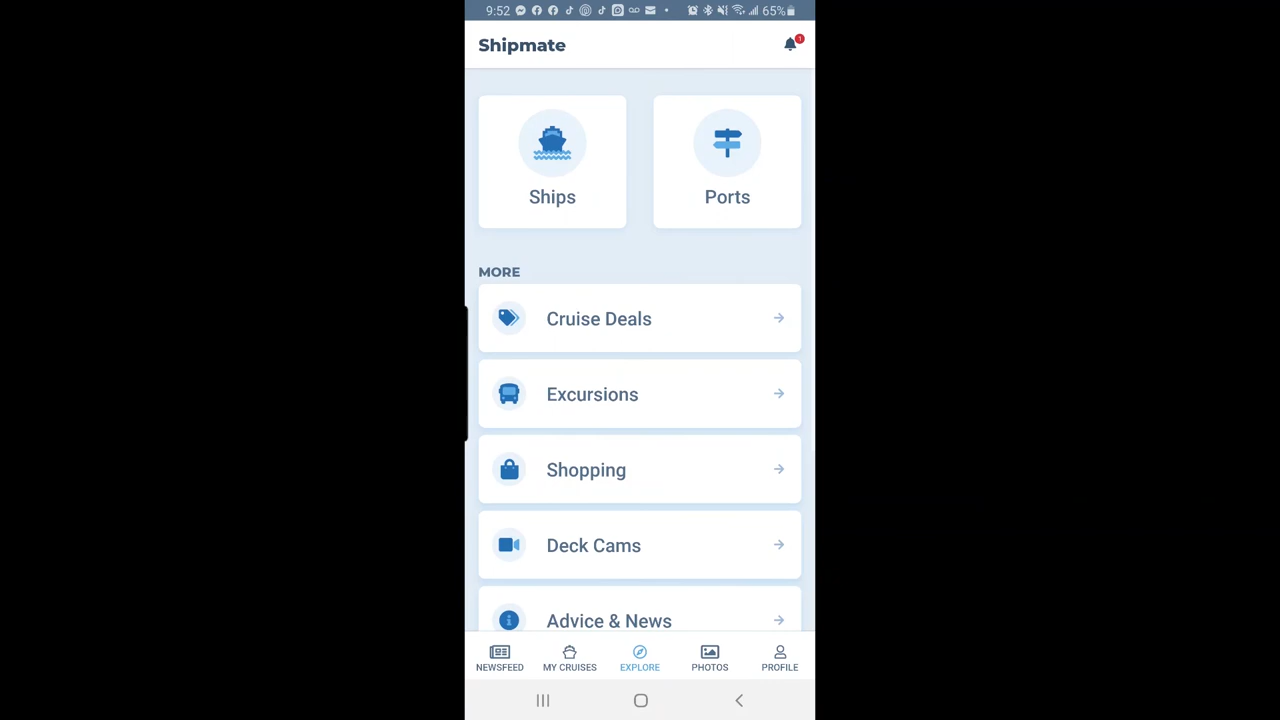 9:52 65%
Shipmate
1
Ships
Ports
MORE
Cruise Deals
Excursions
Shopping
Deck Cams
Advice & News
NEWSFEED MY CRUISES EXPLORE PHOTOS PROFILE